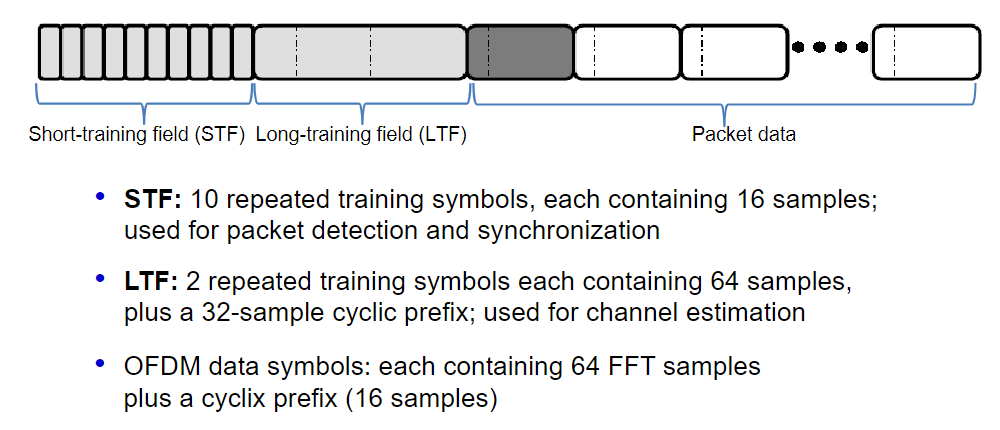 Short-training field (STF) Long-training field (LTF) Packet data
• STF: 10 repeated training symbols, each containing 16 samples;
used for packet detection and synchronization
• LTF: 2 repeated training symbols each containing 64 samples,
plus a 32-sample cyclic prefix; used for channel estimation
• OFDM data symbols: each containing 64 FFT samples
plus a cyclix prefix (16 samples)